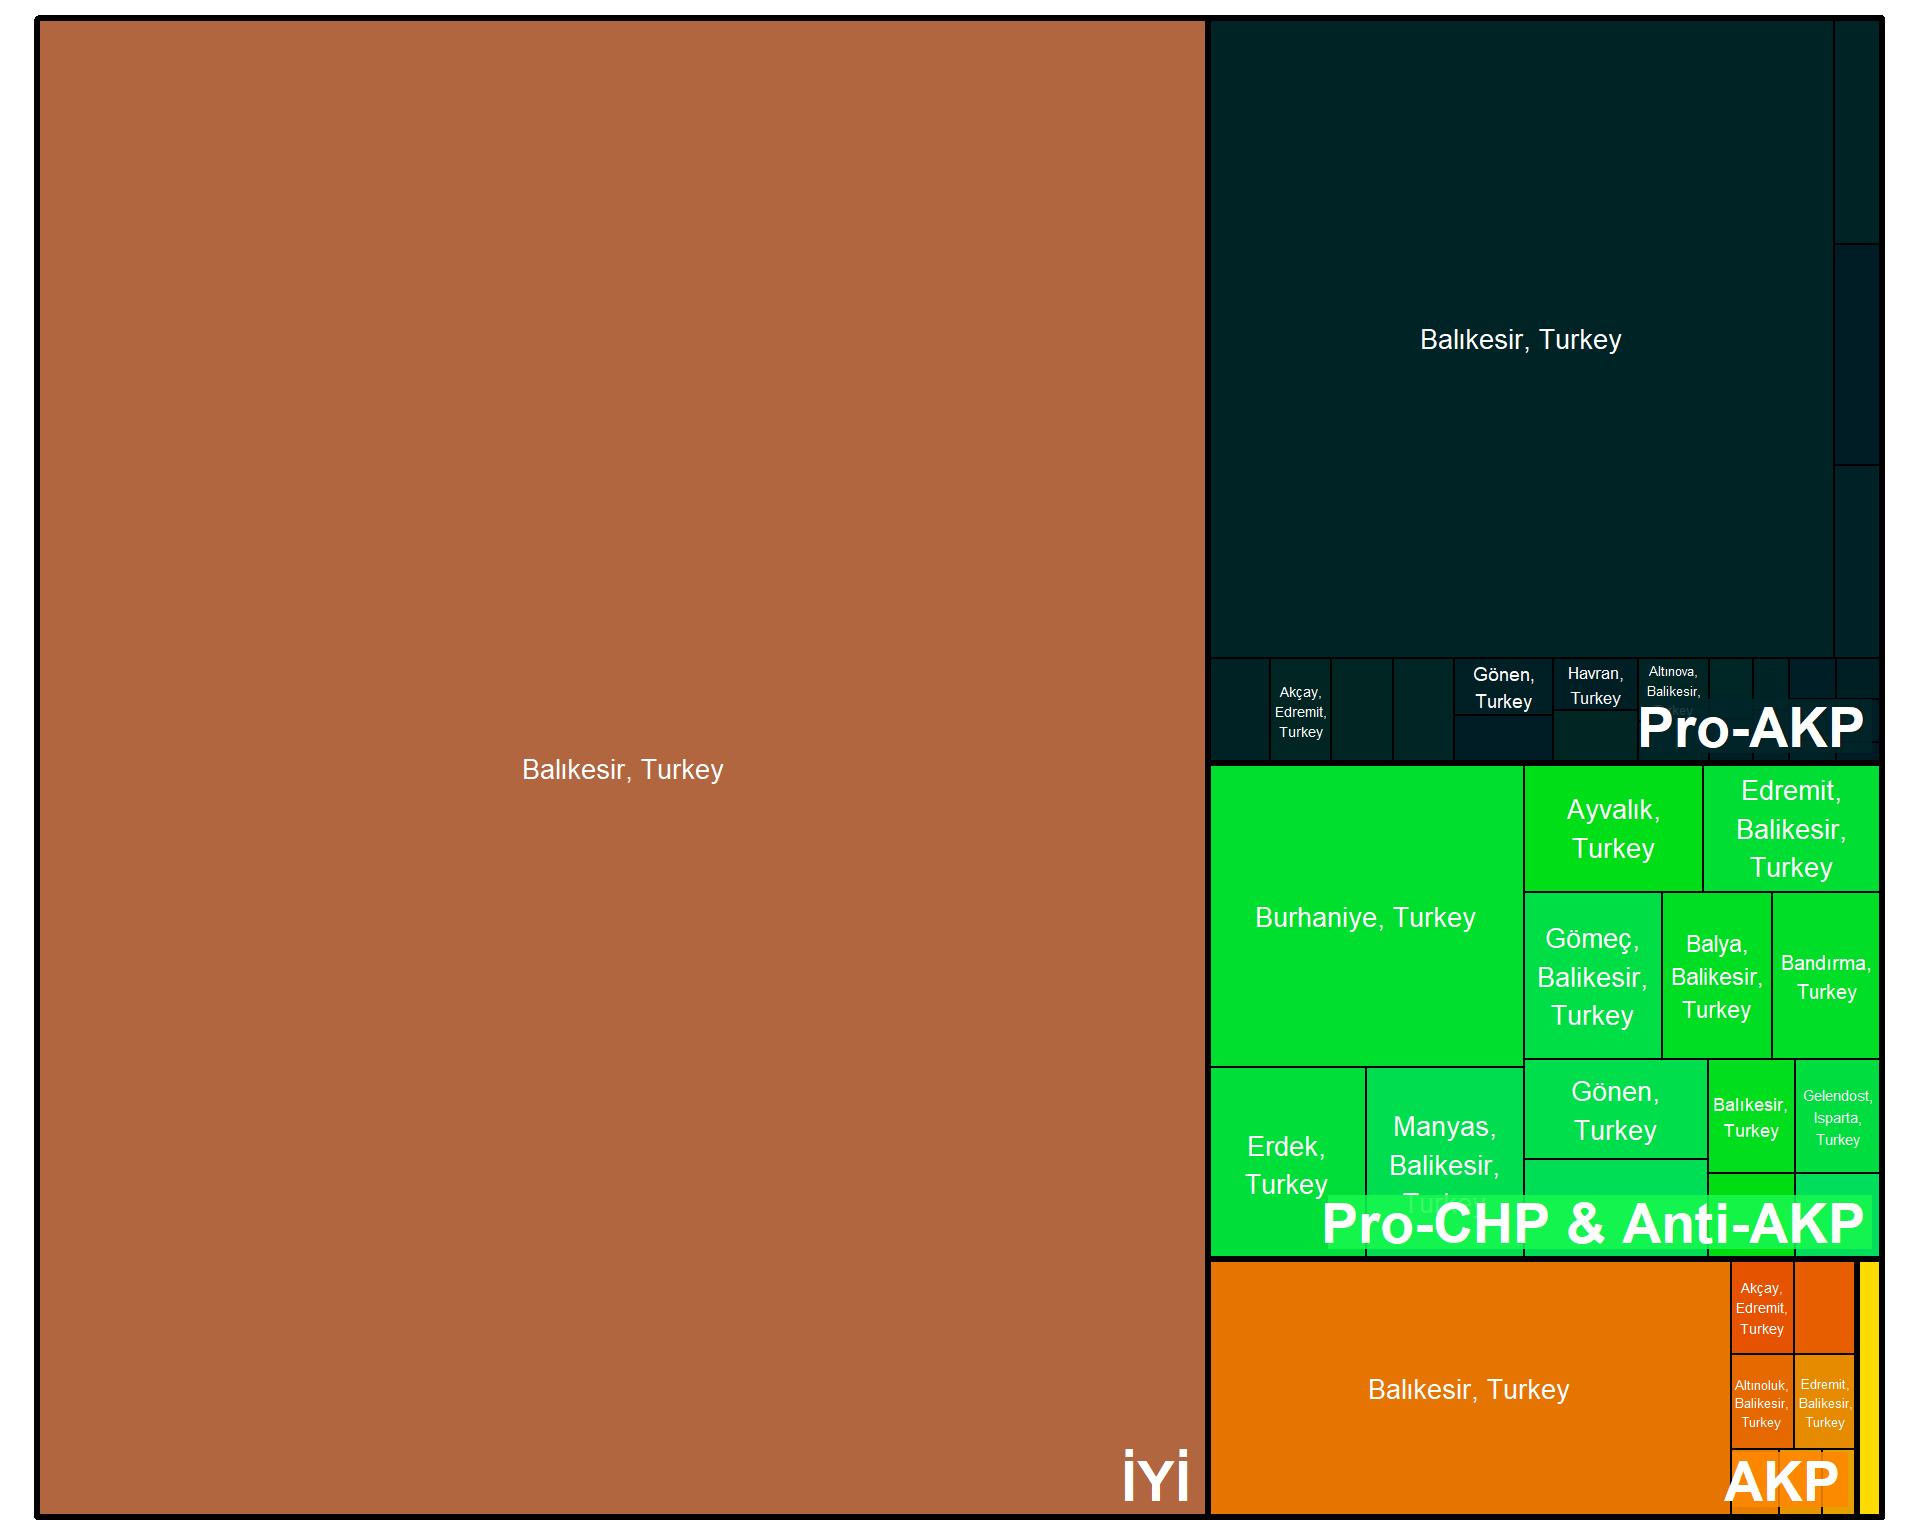 Balıkesir, Turkey
İYİ
Balıkesir, Turkey
Akçay,
Edremit,
Turkey
Gönen,
Turkey
Havran,
Turkey
Altınova,
Balikesir,
Turkey
Pro-AKP
Burhaniye, Turkey
Ayvalık,
Turkey
Edremit,
Balikesir,
Turkey
Gömeç,
Balikesir,
Turkey
Balya,
Balikesir,
Turkey
Bandırma,
Turkey
Erdek,
Turkey
Manyas,
Balikesir,
Turkey
Gönen,
Turkey
Balıkesir,
Turkey
Gelendost,
Isparta,
Turkey
Pro-CHP & Anti-AKP
Balıkesir, Turkey
Akçay,
Edremit,
Turkey
Altınoluk,
Balikesir,
Turkey
Edremit,
Balikesir,
Turkey
AKP